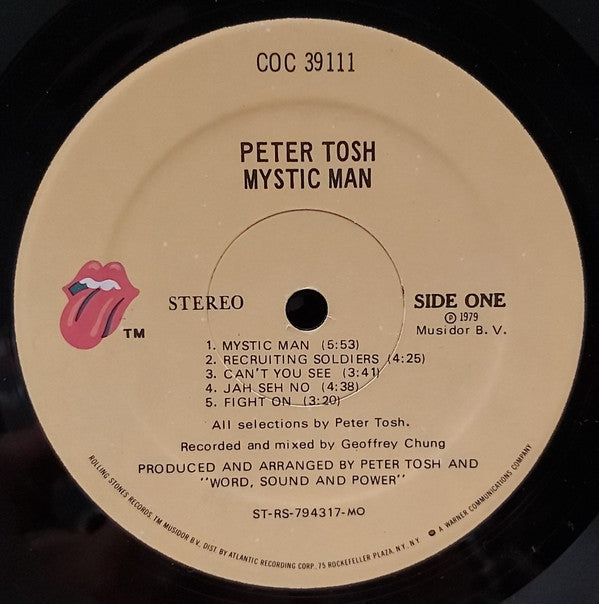 COC 39111
PETER TOSH
MYSTIC MAN
STEREO
SIDE ONE
℗ 1979
Musidor B. V.
TM
1. MYSTIC MAN (5:53)
2. RECRUITING SOLDIERS (4:25)
3. CAN'T YOU SEE (3:41)
4. JAH SEH NO (4:38)
5. FIGHT ON (3:20)
All selections by Peter Tosh.
Recorded and mixed by Geoffrey Chung
PRODUCED AND ARRANGED BY PETER TOSH AND
"WORD, SOUND AND POWER"
ST-RS-794317-MO
ROLLING STONES RECORDS, TM MUSIDOR B.V. DIST. BY ATLANTIC RECORDING CORP., 75 ROCKEFELLER PLAZA, N.Y., N.Y. A WARNER COMMUNICATIONS COMPANY